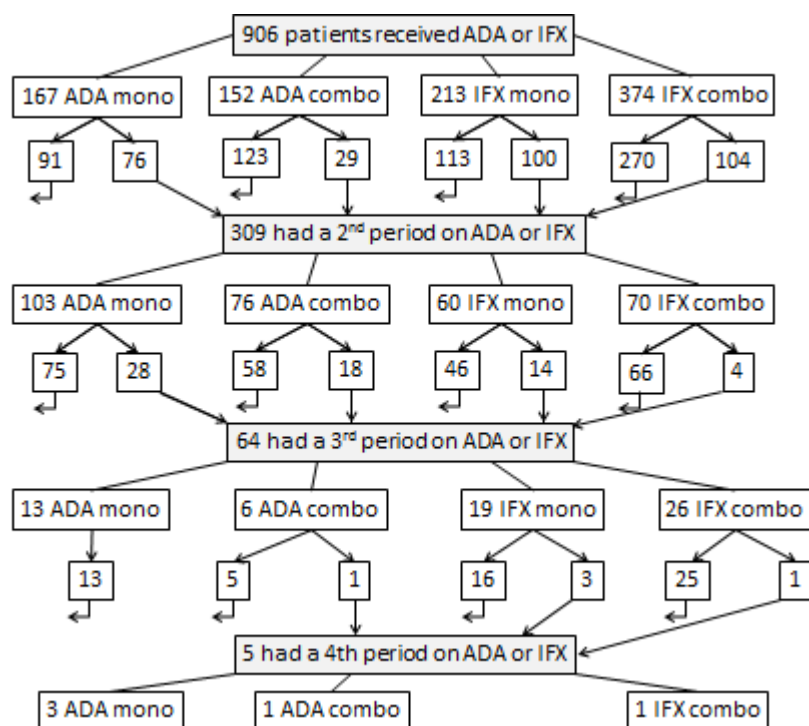 906 patients received ADA or IFX
167 ADA mono 152 ADA combo 213 IFX mono 374 IFX combo
91 76 123 29 113 100 270 104
309 had a 2nd period on ADA or IFX
103 ADA mono 76 ADA combo 60 IFX mono 70 IFX combo
75 28 58 18 46 14 66 4
64 had a 3rd period on ADA or IFX
13 ADA mono 6 ADA combo 19 IFX mono 26 IFX combo
13 5 1 16 3 25 1
5 had a 4th period on ADA or IFX
3 ADA mono 1 ADA combo 1 IFX combo